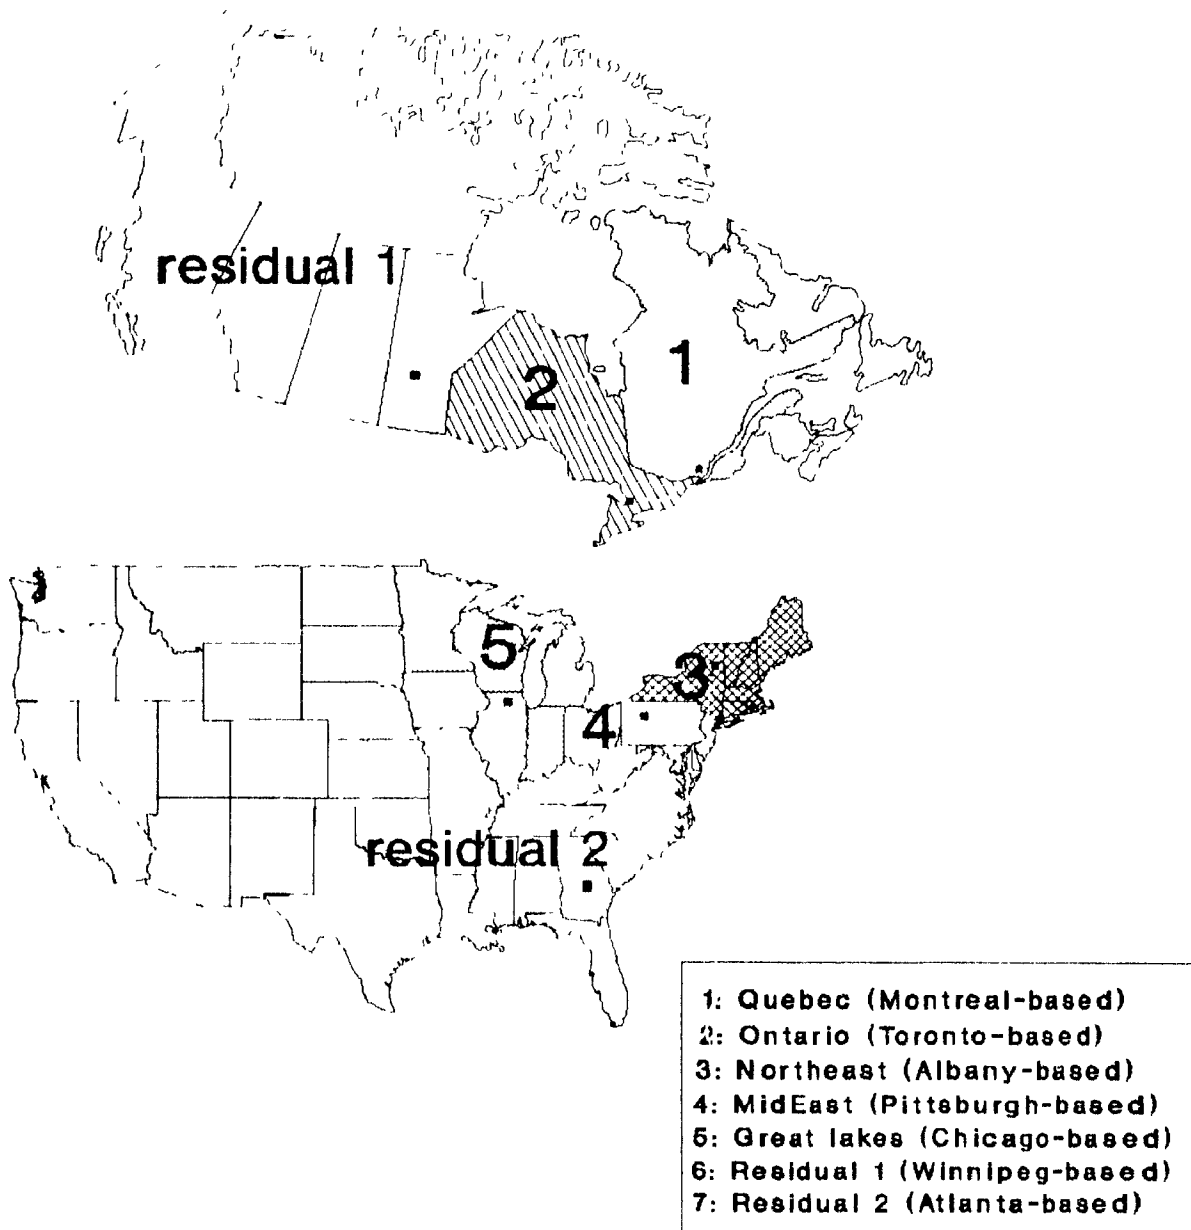 residual 1
1
2
5
3
4
residual 2
1: Quebec (Montreal-based)
2: Ontario (Toronto-based)
3: Northeast (Albany-based)
4: MidEast (Pittsburgh-based)
5: Great lakes (Chicago-based)
6: Residual 1 (Winnipeg-based)
7: Residual 2 (Atlanta-based)